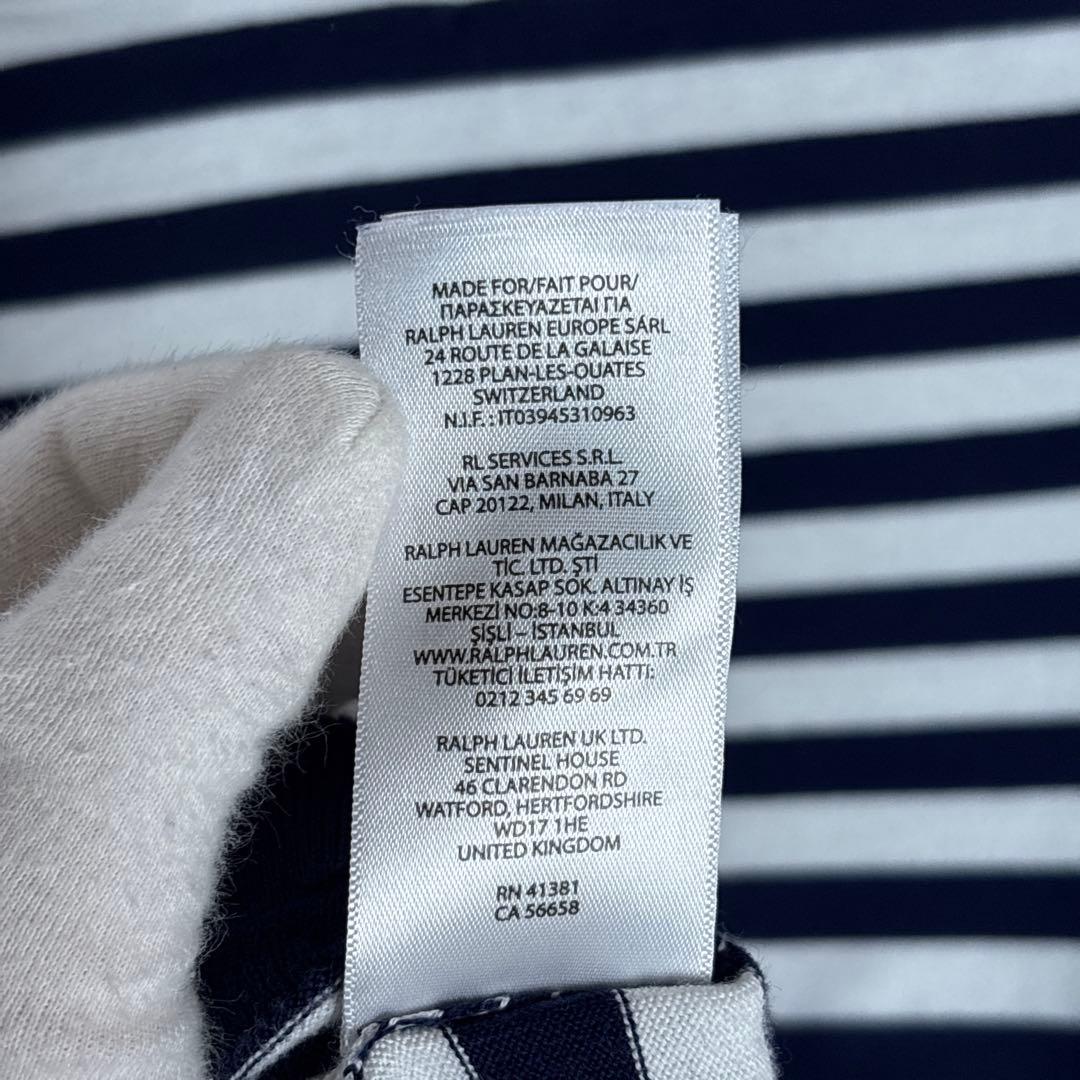 MADE FOR/FAIT POUR/
ΠΑΡΑΣΚΕΥΑΖΕΤΑΙ ΓΙΑ
RALPH LAUREN EUROPE SÁRL
24 ROUTE DE LA GALAISE
1228 PLAN-LES-OUATES
SWITZERLAND
N.I.F. : IT03945310963
RL SERVICES S.R.L.
VIA SAN BARNABA 27
CAP 20122, MILAN, ITALY
RALPH LAUREN MAĞAZACILIK VE
TİC. LTD. ŞTİ
ESENTEPE KASAP SOK. ALTINAY İŞ
MERKEZİ NO:8-10 K:4 34360
ŞİŞLİ – İSTANBUL
WWW.RALPHLAUREN.COM.TR
TÜKETİCİ İLETİŞİM HATTI:
0212 345 69 69
RALPH LAUREN UK LTD.
SENTINEL HOUSE
46 CLARENDON RD
WATFORD, HERTFORDSHIRE
WD17 1HE
UNITED KINGDOM
RN 41381
CA 56658